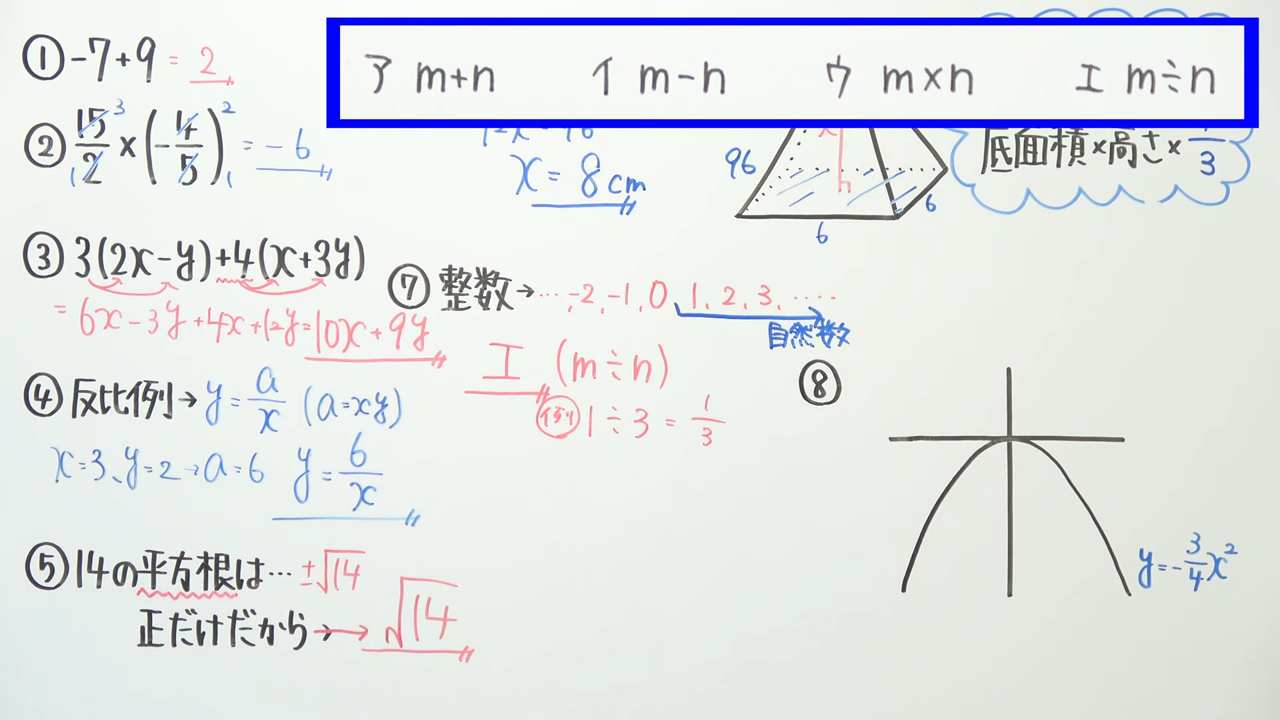 ア m+n イ m-n ウ m×n エ m÷n
① -7+9 = 2
② 15/2 × (-4/5) = -6
3 2
1 1
x = 8cm
96
6
6
底面積×高さ×1/3
③ 3(2x-y)+4(x+3y)
= 6x-3y+4x+12y=10x+9y
④ 反比例→ y = a/x (a=xy)
x=3、y=2→a=6 y = 6/x
⑤ 14の平方根は… ±√14
正だけだから→ √14
⑦ 整数→ …,-2,-1,0,1,2,3,….
自然数
エ (m÷n)
例 1÷3 = 1/3
⑧
y=-3/4x²